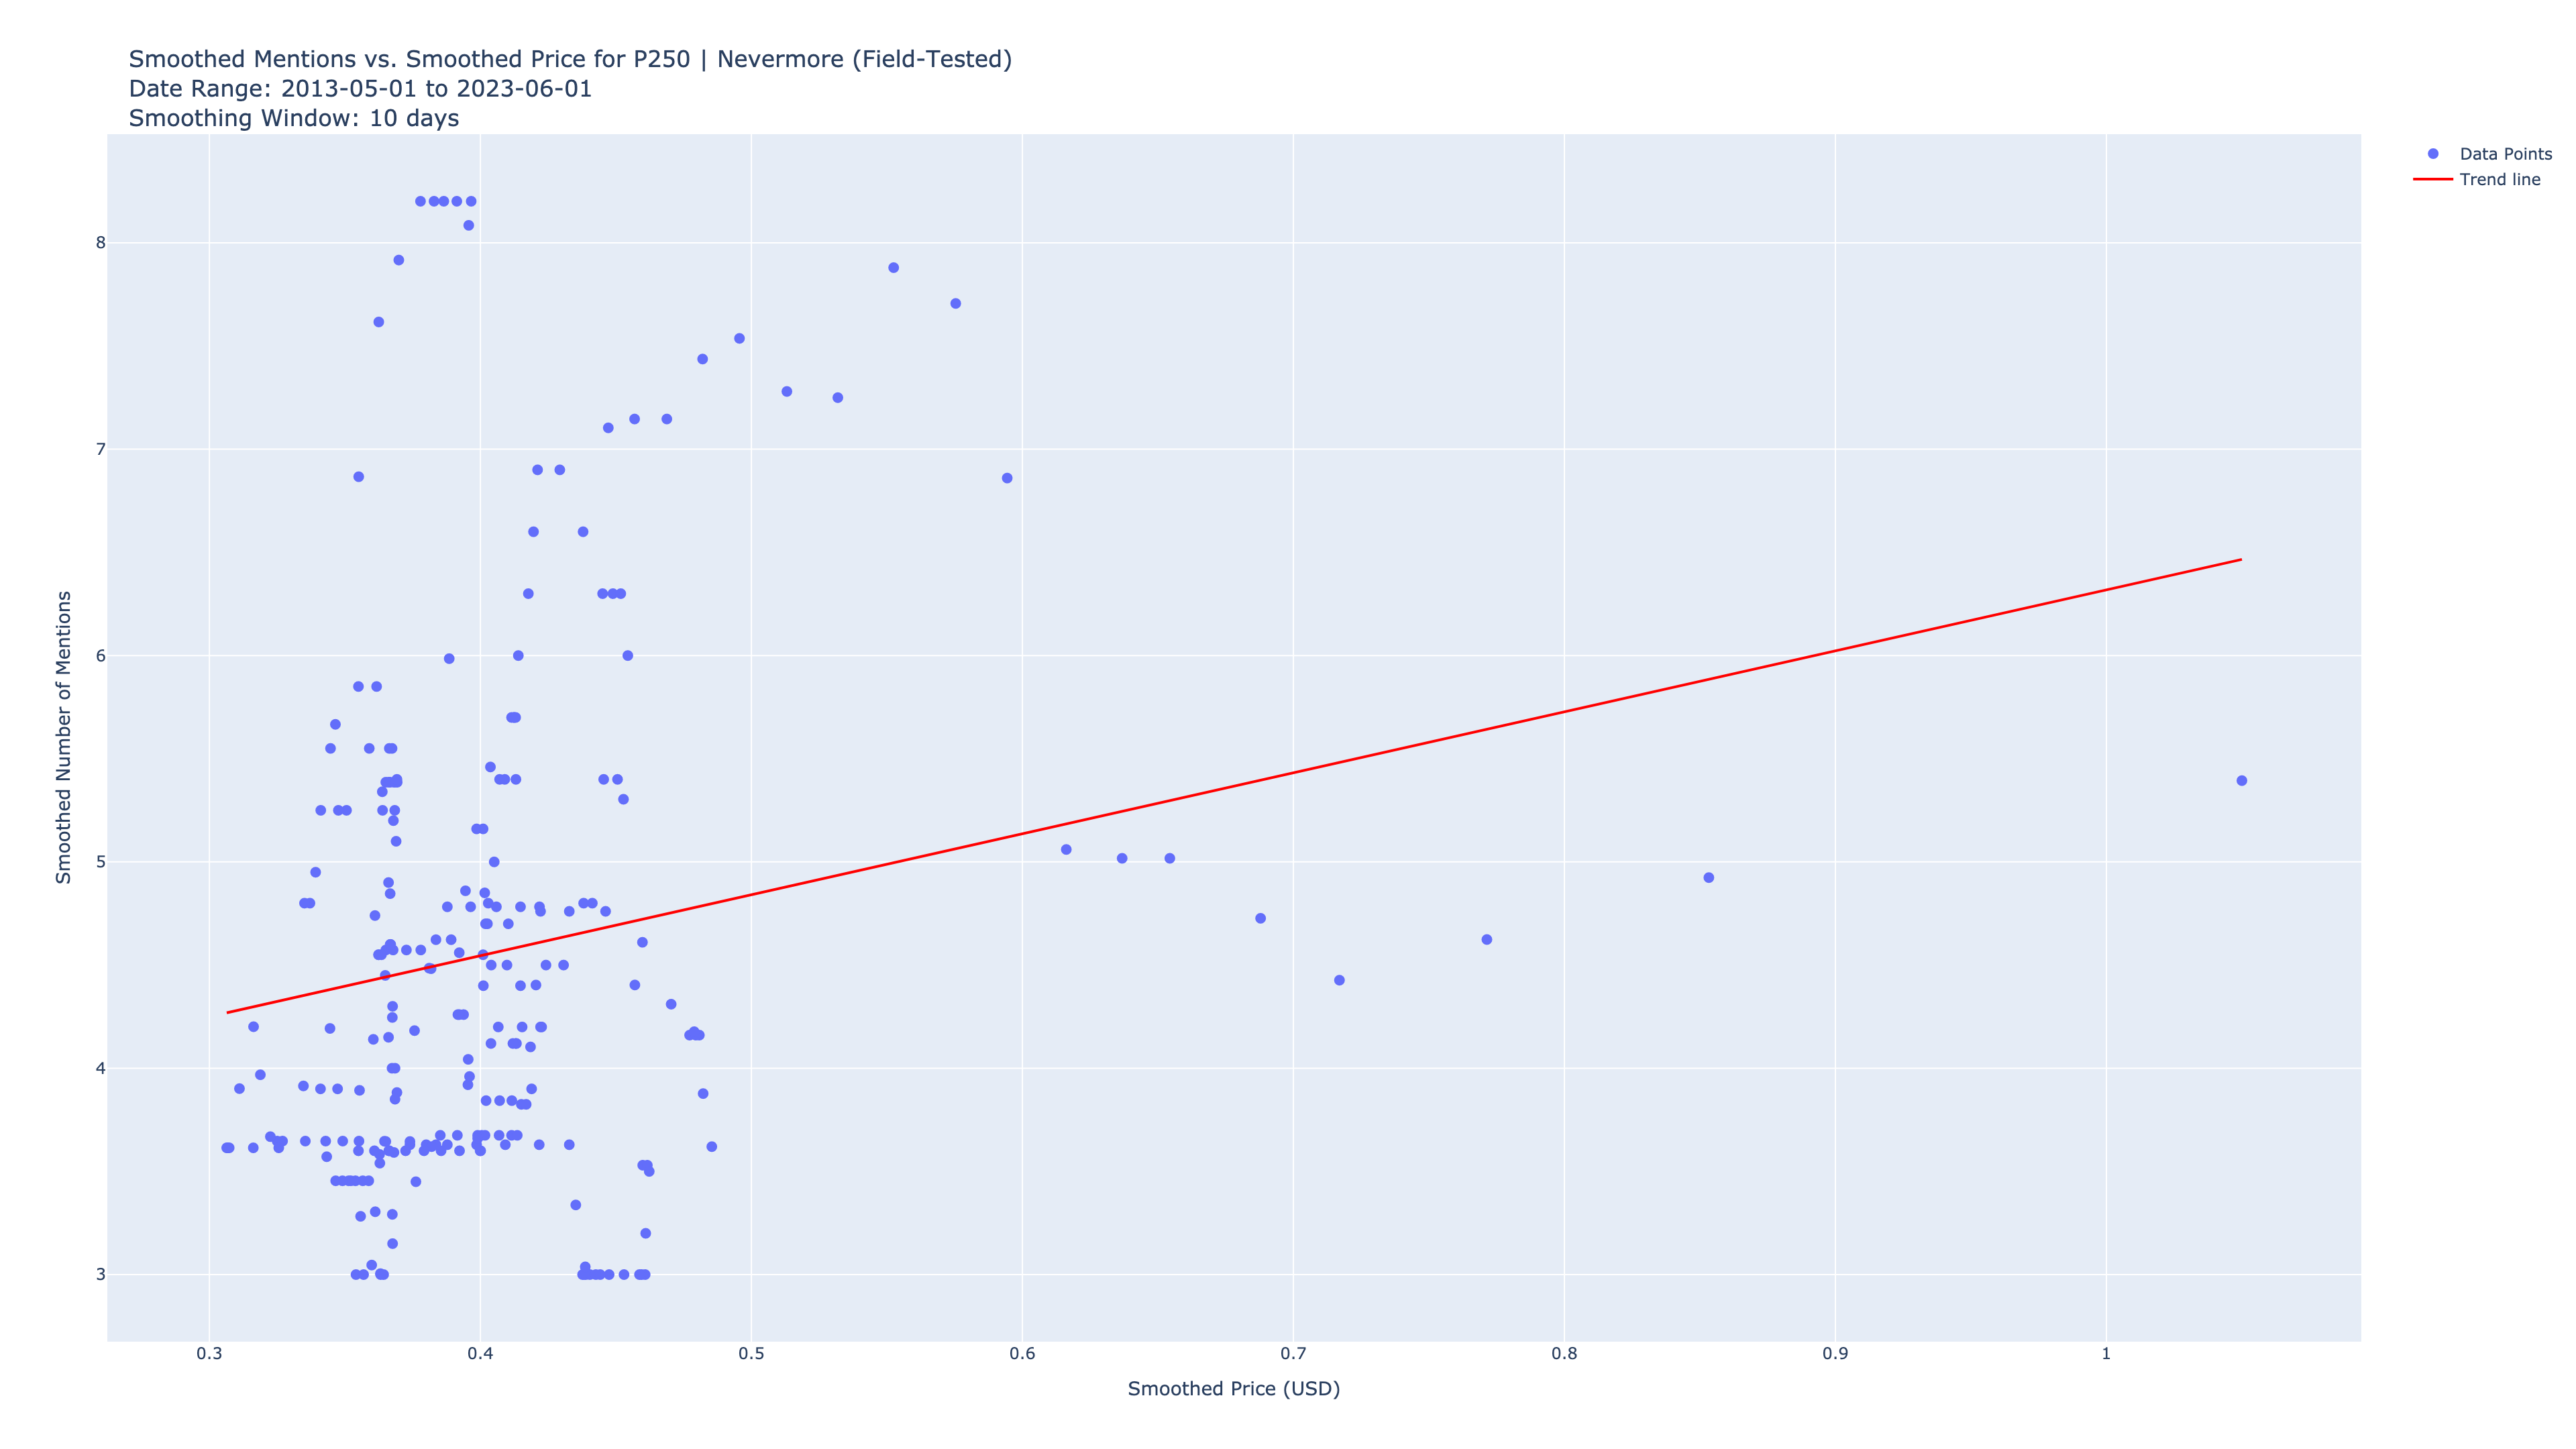 Smoothed Mentions vs. Smoothed Price for P250 | Nevermore (Field-Tested)
Date Range: 2013-05-01 to 2023-06-01
Smoothing Window: 10 days
Data Points
Trend line
8
7
6
5
4
3
Smoothed Number of Mentions
0.3 0.4 0.5 0.6 0.7 0.8 0.9 1
Smoothed Price (USD)